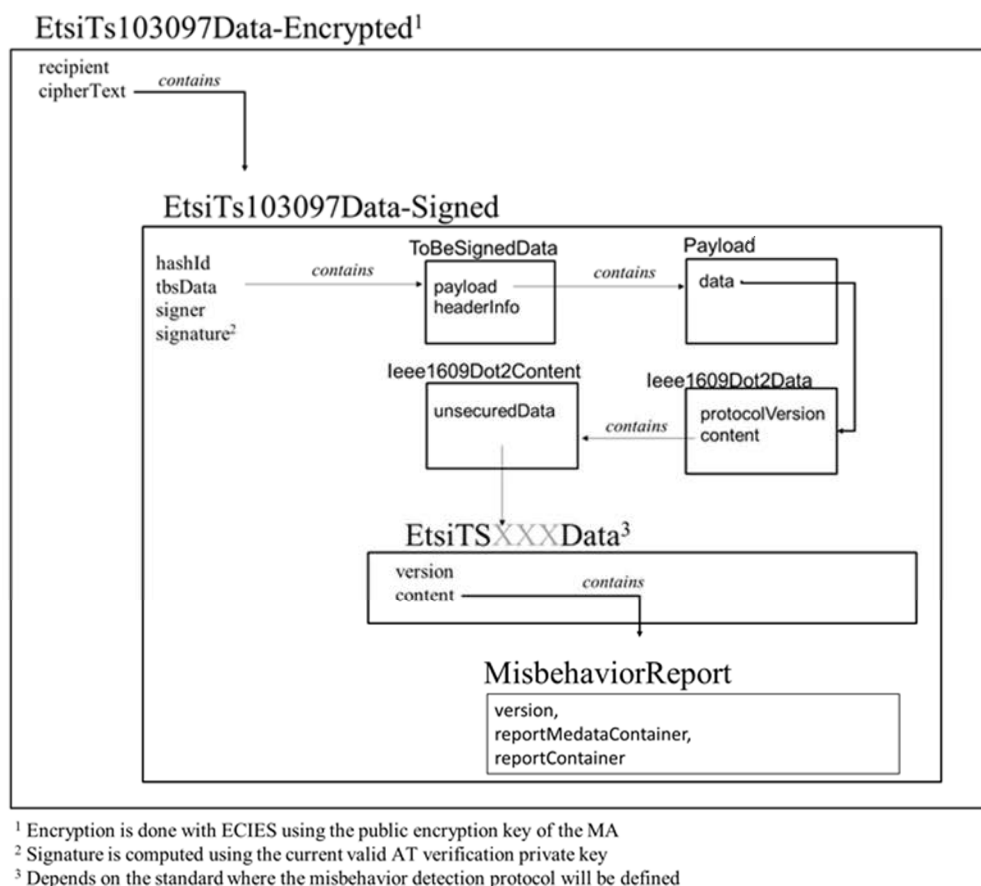 EtsiTs103097Data-Encrypted¹
recipient
cipherText
contains
EtsiTs103097Data-Signed
hashId
tbsData
signer
signature²
contains
ToBeSignedData
payload
headerInfo
contains
Payload
data
Ieee1609Dot2Content
unsecuredData
contains
Ieee1609Dot2Data
protocolVersion
content
EtsiTSXXXData³
version
content
contains
MisbehaviorReport
version,
reportMedataContainer,
reportContainer
¹ Encryption is done with ECIES using the public encryption key of the MA
² Signature is computed using the current valid AT verification private key
³ Depends on the standard where the misbehavior detection protocol will be defined